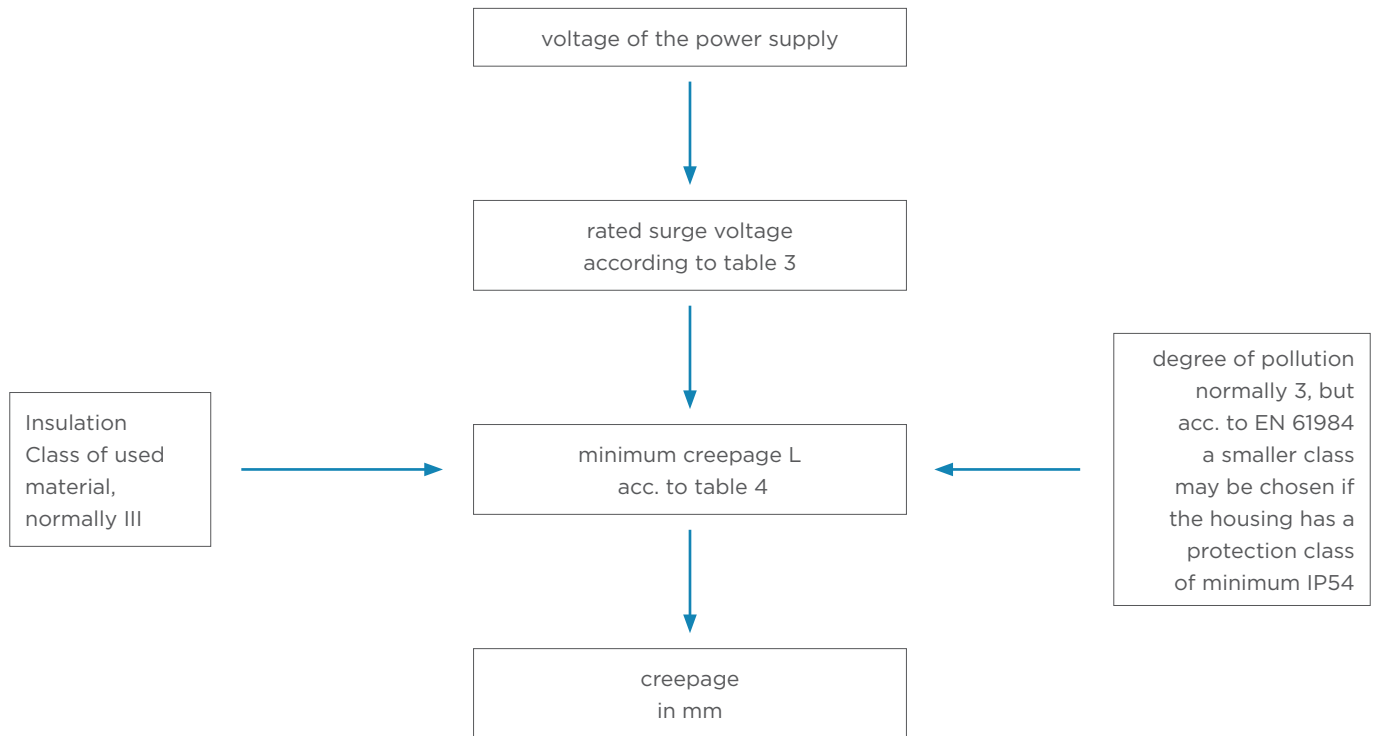 voltage of the power supply
rated surge voltage
according to table 3
Insulation
Class of used
material,
normally III
minimum creepage L
acc. to table 4
degree of pollution
normally 3, but
acc. to EN 61984
a smaller class
may be chosen if
the housing has a
protection class
of minimum IP54
creepage
in mm